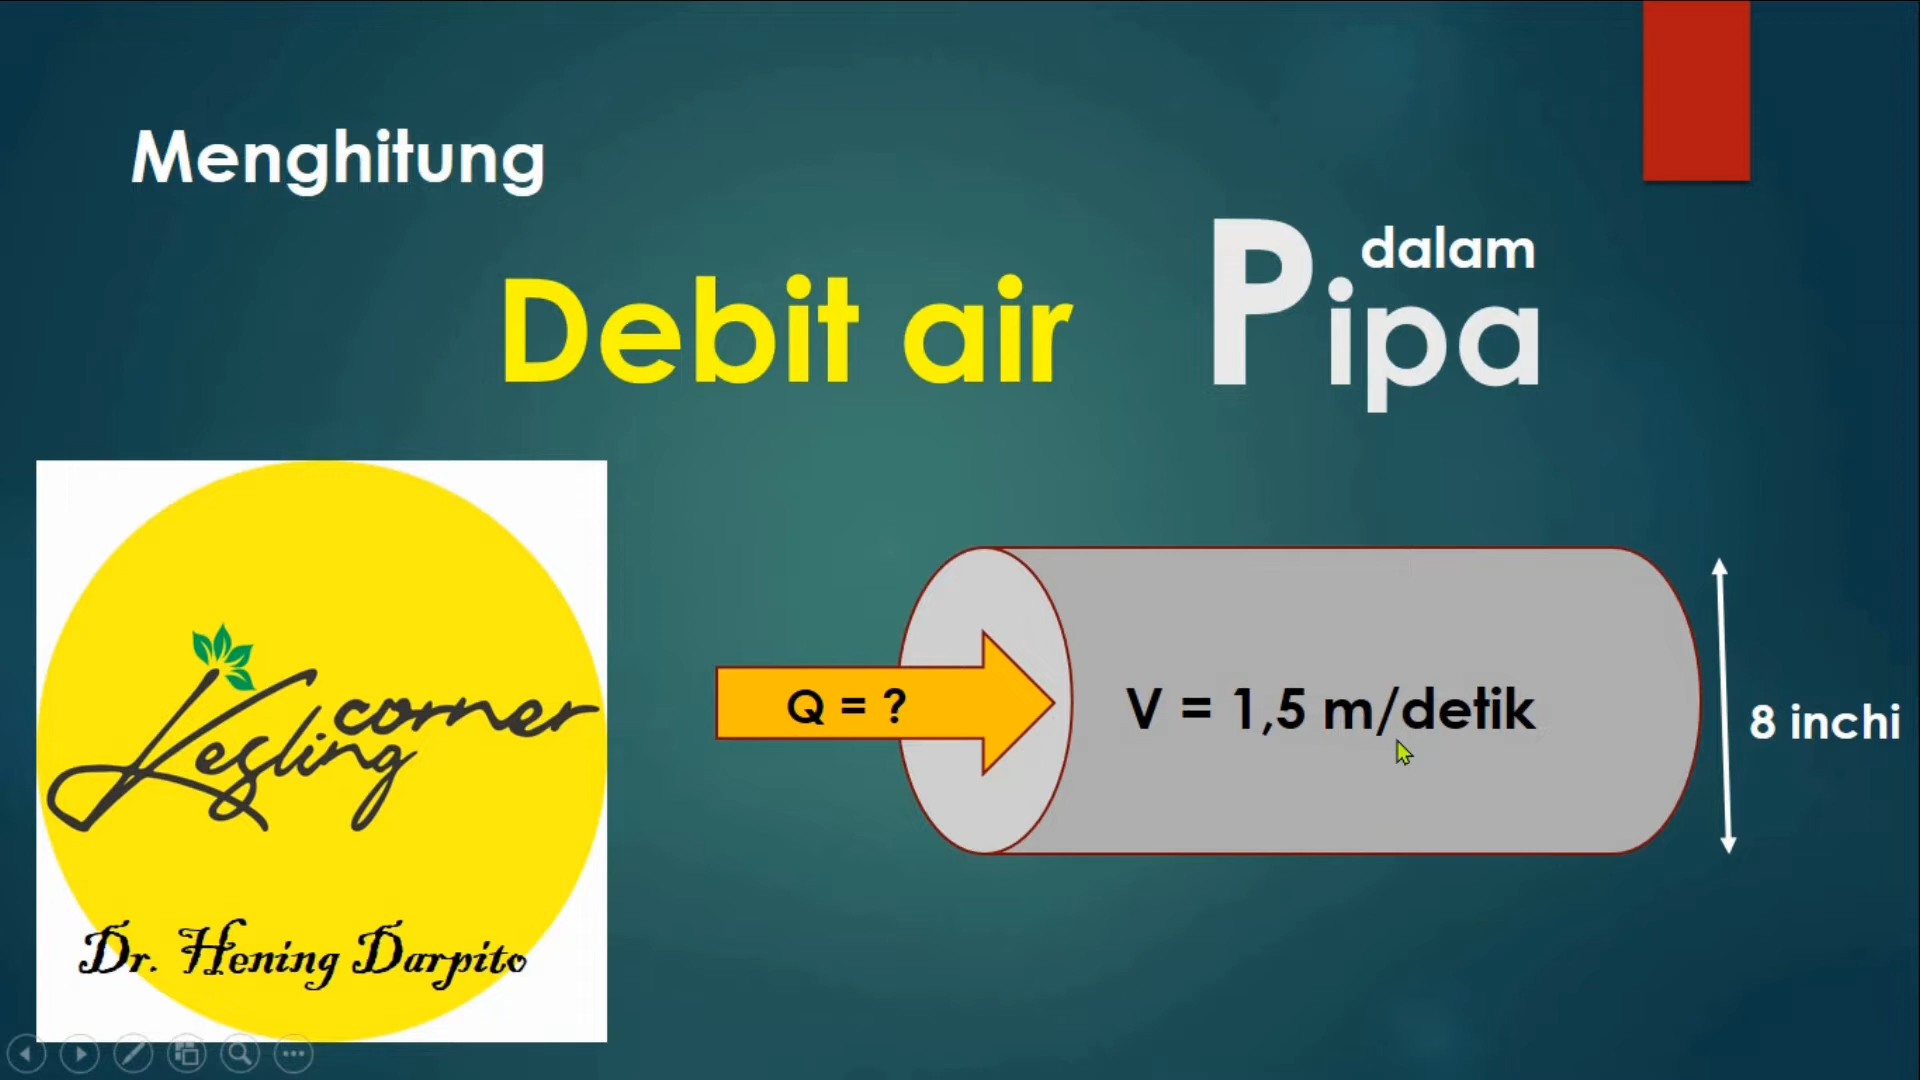 Menghitung
Debit air dalam Pipa
Kesling corner
Dr. Hening Darpito
Q = ?
V = 1,5 m/detik
8 inchi